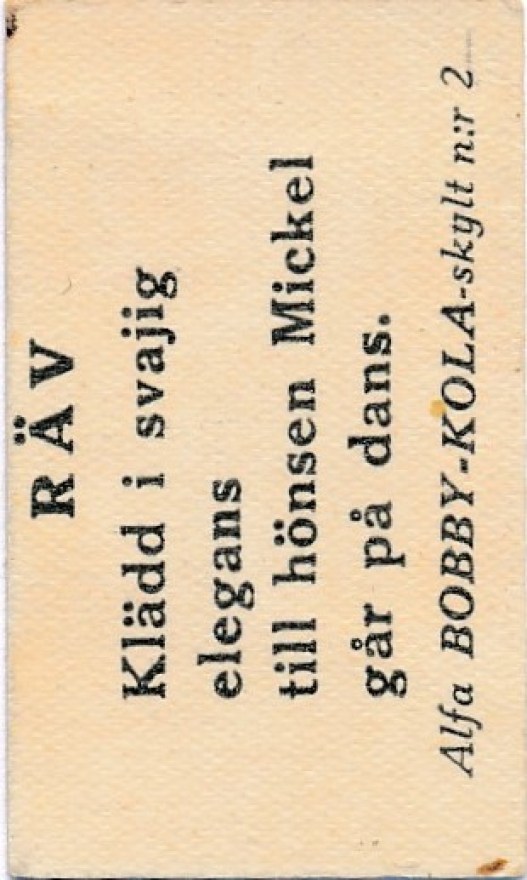 RÄV
Klädd i svajig
elegans
till hönsen Mickel
går på dans.
Alfa BOBBY-KOLA-skylt n:r 2